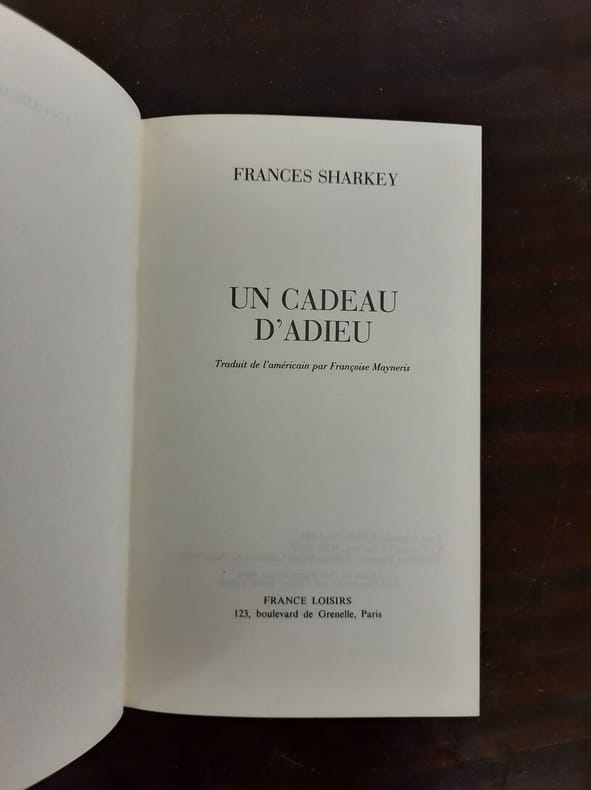 FRANCES SHARKEY
UN CADEAU
D'ADIEU
Traduit de l'américain par Françoise Mayneris
FRANCE LOISIRS
123, boulevard de Grenelle, Paris